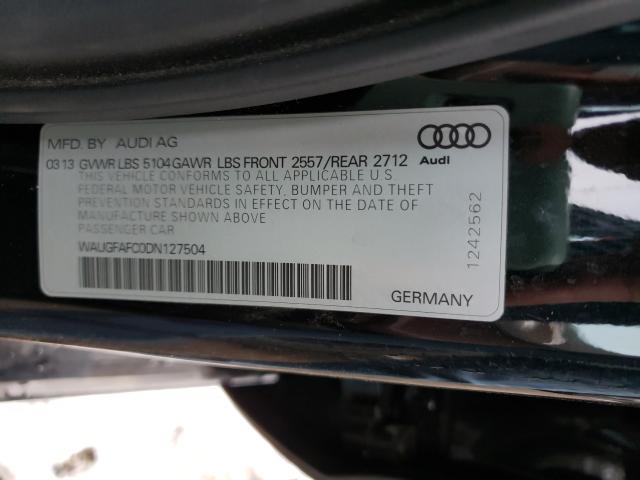 MFD. BY AUDI AG
03 13 GVWR LBS 5104 GAWR LBS FRONT 2557/REAR 2712
Audi
THIS VEHICLE CONFORMS TO ALL APPLICABLE U S
FEDERAL MOTOR VEHICLE SAFETY, BUMPER AND THEFT
PREVENTION STANDARDS IN EFFECT ON THE DATE OF
MANUFACTURE SHOWN ABOVE
PASSENGER CAR
WAUGFAFC0DN127504
1242562
GERMANY